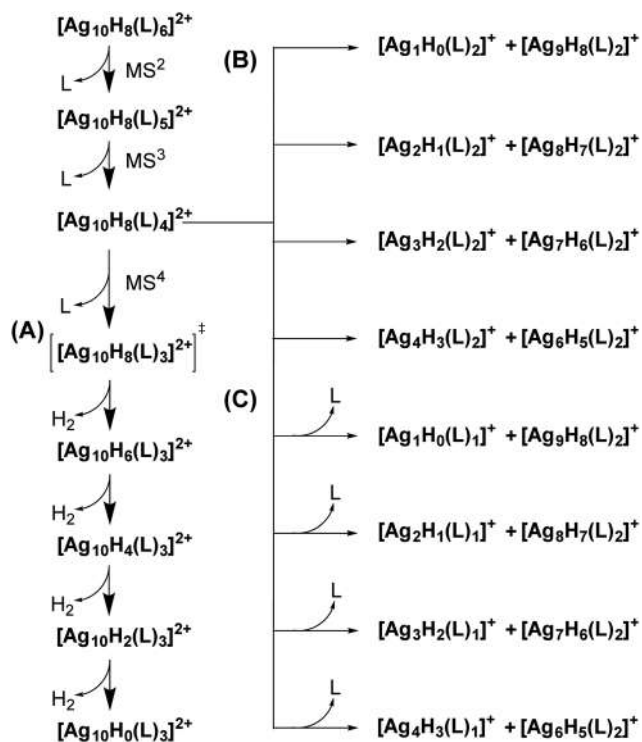 [Ag₁₀H₈(L)₆]²⁺
L
MS²
[Ag₁₀H₈(L)₅]²⁺
L
MS³
[Ag₁₀H₈(L)₄]²⁺
L
MS⁴
(A)
[[Ag₁₀H₈(L)₃]²⁺]‡
H₂
[Ag₁₀H₆(L)₃]²⁺
H₂
[Ag₁₀H₄(L)₃]²⁺
H₂
[Ag₁₀H₂(L)₃]²⁺
H₂
[Ag₁₀H₀(L)₃]²⁺
(B)
[Ag₁H₀(L)₂]⁺ + [Ag₉H₈(L)₂]⁺
[Ag₂H₁(L)₂]⁺ + [Ag₈H₇(L)₂]⁺
[Ag₃H₂(L)₂]⁺ + [Ag₇H₆(L)₂]⁺
[Ag₄H₃(L)₂]⁺ + [Ag₆H₅(L)₂]⁺
(C)
L
[Ag₁H₀(L)₁]⁺ + [Ag₉H₈(L)₂]⁺
L
[Ag₂H₁(L)₁]⁺ + [Ag₈H₇(L)₂]⁺
L
[Ag₃H₂(L)₁]⁺ + [Ag₇H₆(L)₂]⁺
L
[Ag₄H₃(L)₁]⁺ + [Ag₆H₅(L)₂]⁺